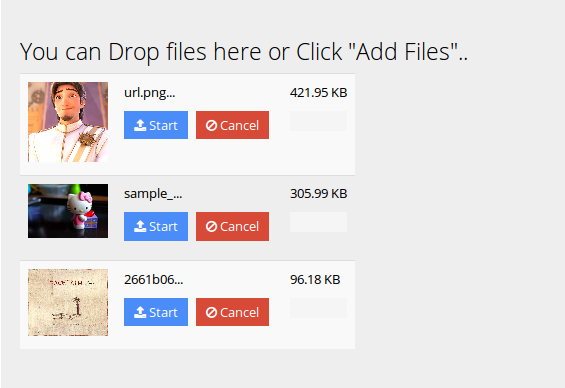 You can Drop files here or Click "Add Files"..
url.png... 421.95 KB
Start Cancel
sample_... 305.99 KB
Start Cancel
2661b06... 96.18 KB
Start Cancel